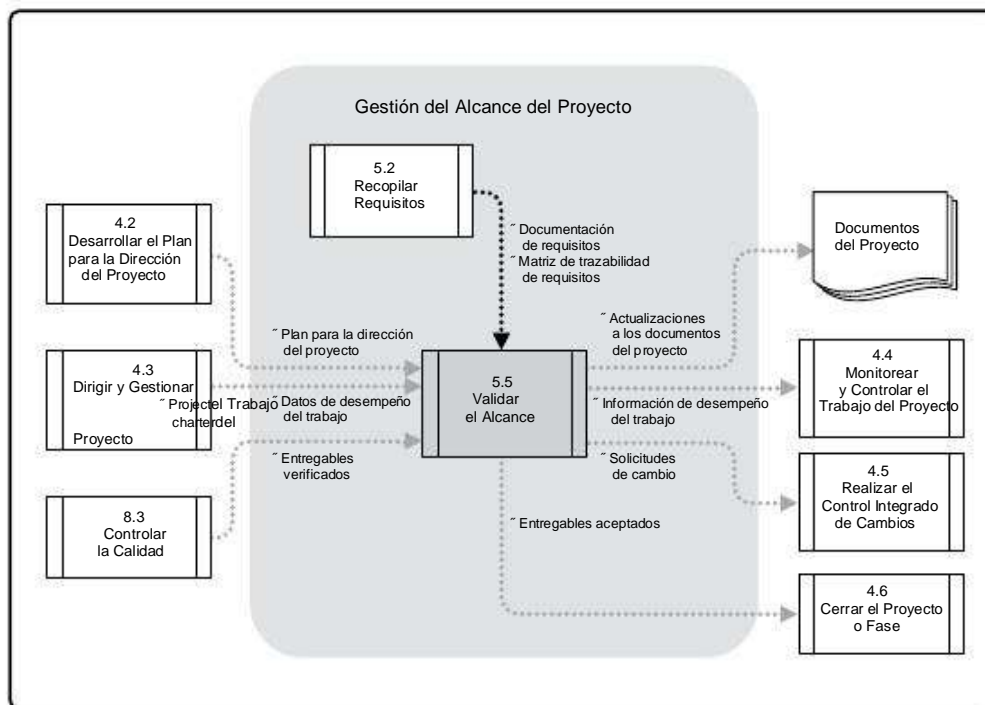 Gestión del Alcance del Proyecto
5.2
Recopilar
Requisitos
4.2
Desarrollar el Plan
para la Dirección
del Proyecto
˝ Documentación
de requisitos
˝ Matriz de trazabilidad
de requisitos
Documentos
del Proyecto
˝ Plan para la dirección
del proyecto
˝ Actualizaciones
a los documentos
del proyecto
4.3
Dirigir y Gestionar
˝ Projectel Trabajo
charterdel
Proyecto
˝ Datos de desempeño
del trabajo
5.5
Validar
el Alcance
˝ Información de desempeño
del trabajo
4.4
Monitorear
y Controlar el
Trabajo del Proyecto
˝ Entregables
verificados
˝ Solicitudes
de cambio
4.5
Realizar el
Control Integrado
de Cambios
8.3
Controlar
la Calidad
˝ Entregables aceptados
4.6
Cerrar el Proyecto
o Fase